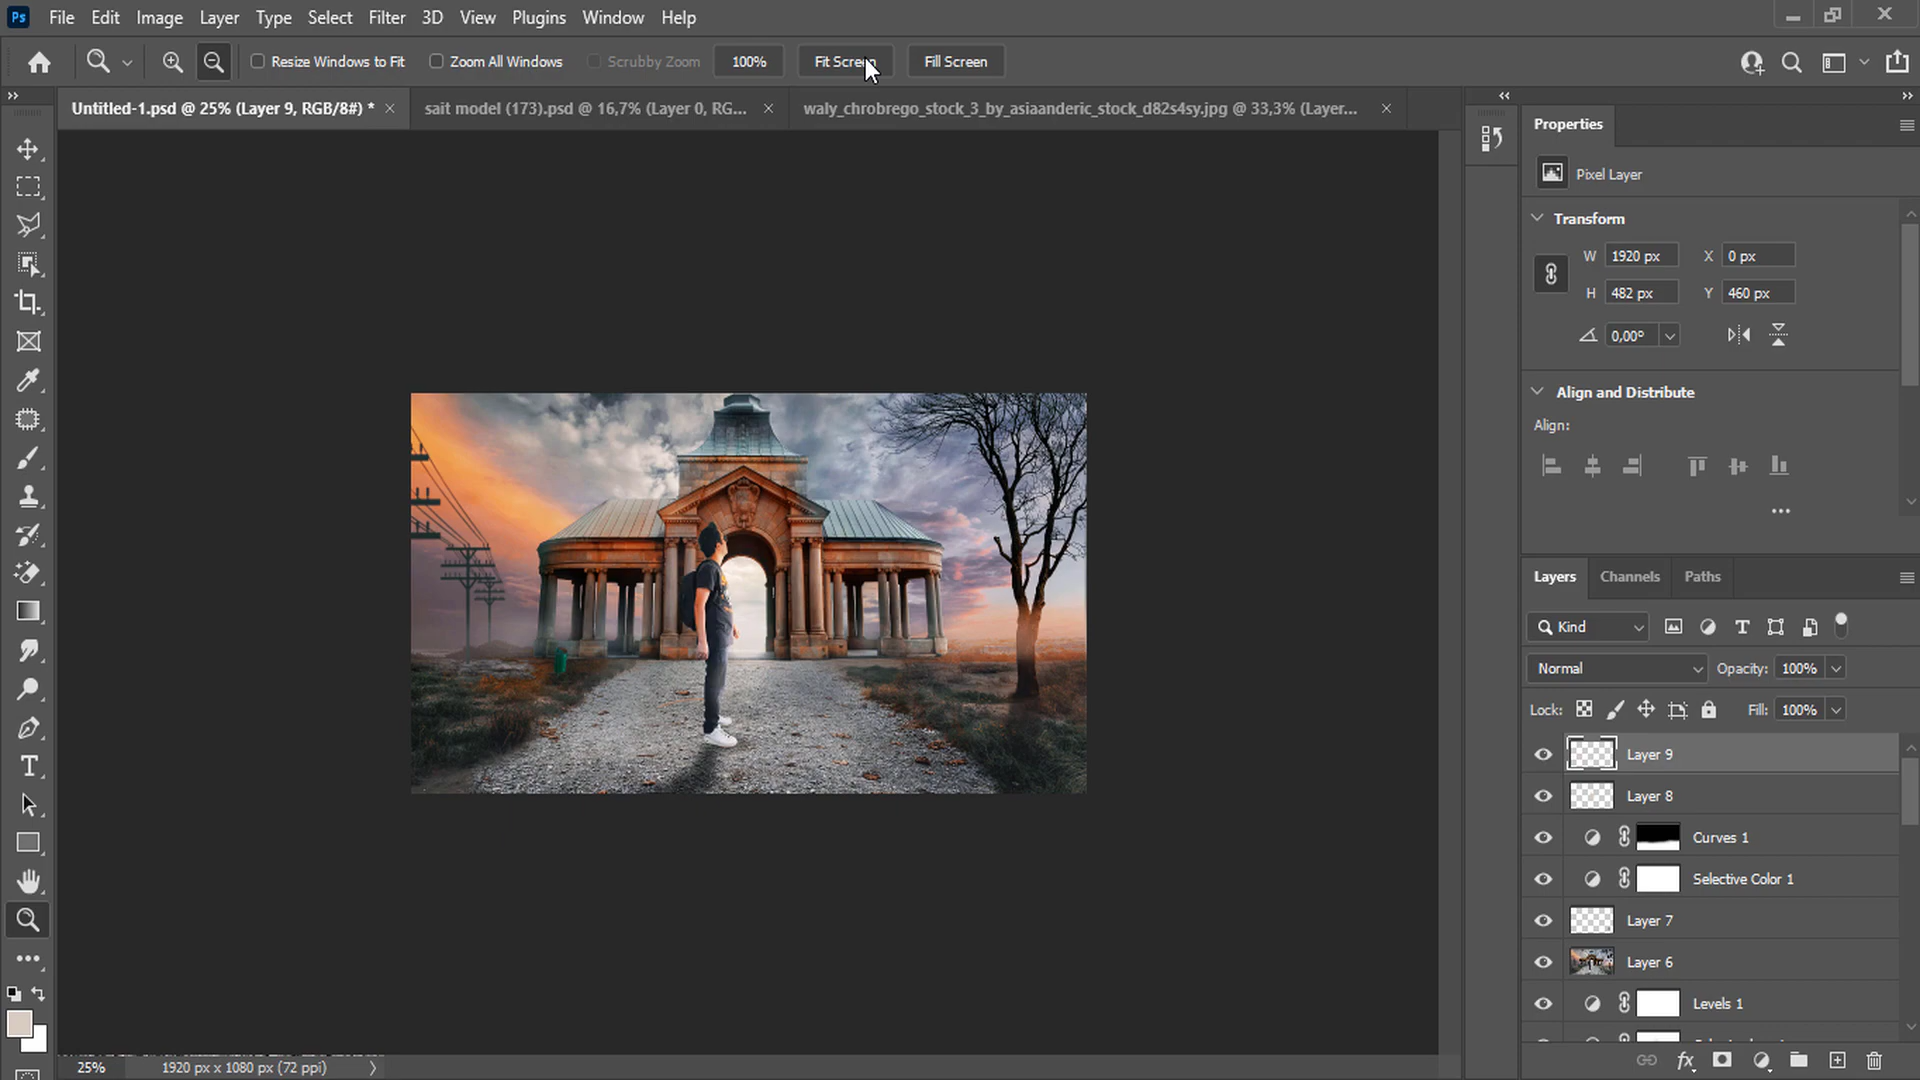 Ps File Edit Image Layer Type Select Filter 3D View Plugins Window Help
Resize Windows to Fit Zoom All Windows Scrubby Zoom 100% Fit Screen Fill Screen
Untitled-1.psd @ 25% (Layer 9, RGB/8#) * sait model (173).psd @ 16,7% (Layer 0, RG... waly_chrobrego_stock_3_by_asiaanderic_stock_d82s4sy.jpg @ 33,3% (Layer...
Properties
Pixel Layer
Transform
W 1920 px X 0 px
H 482 px Y 460 px
0,00°
Align and Distribute
Align:
Layers Channels Paths
Kind
Normal Opacity: 100%
Lock: Fill: 100%
Layer 9
Layer 8
Curves 1
Selective Color 1
Layer 7
Layer 6
Levels 1
25% 1920 px x 1080 px (72 ppi)